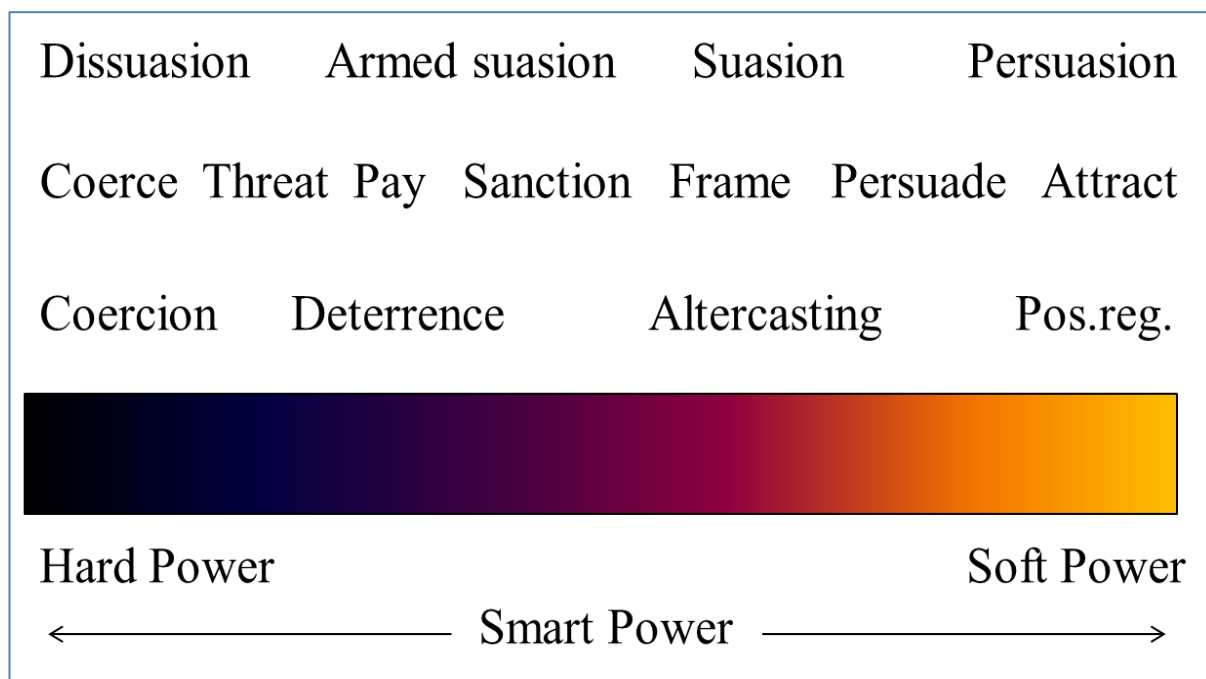 Dissuasion Armed suasion Suasion Persuasion
Coerce Threat Pay Sanction Frame Persuade Attract
Coercion Deterrence Altercasting Pos.reg.
Hard Power Soft Power
Smart Power